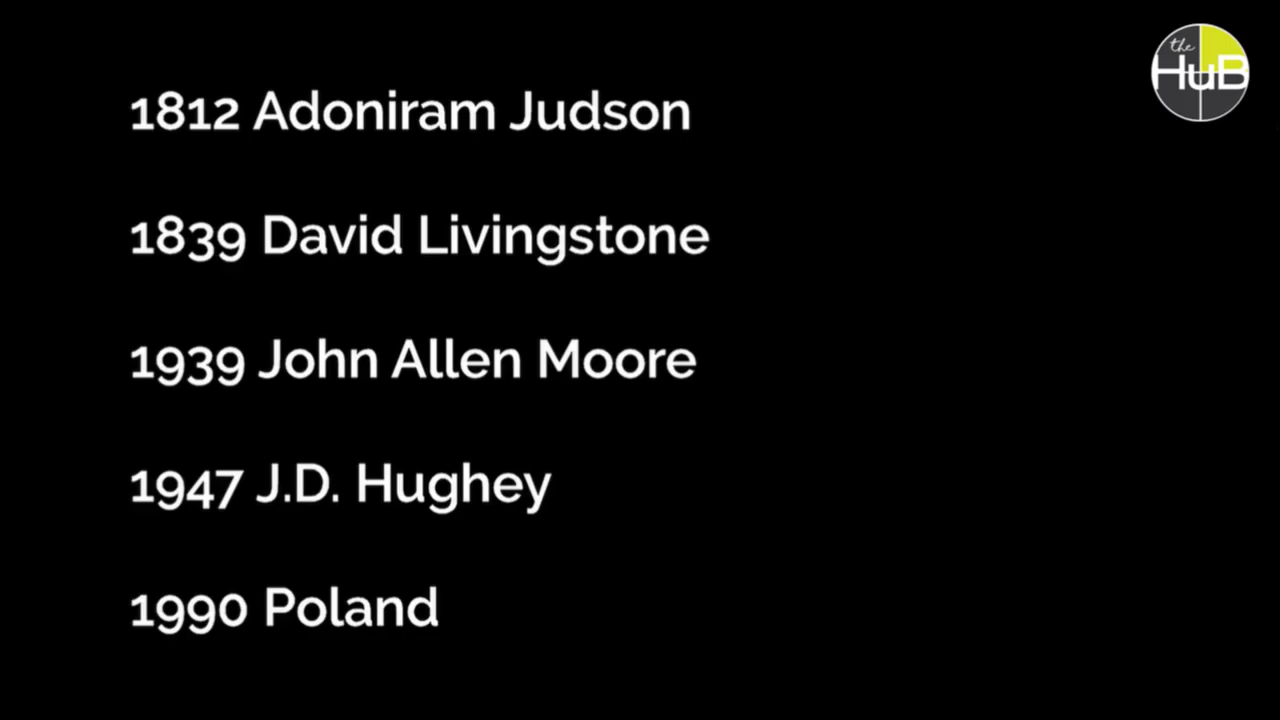 the
HuB
1812 Adoniram Judson
1839 David Livingstone
1939 John Allen Moore
1947 J.D. Hughey
1990 Poland